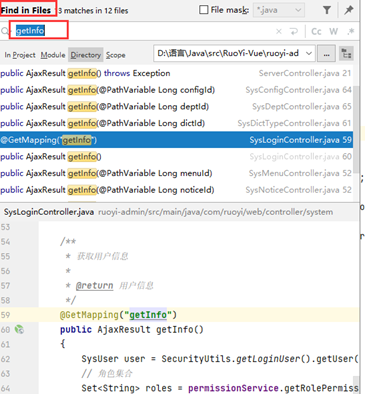 Find in Files 3 matches in 12 files File mask: *.java
getInfo Cc W .*
In Project Module Directory Scope D:\语言\Java\src\RuoYi-Vue\ruoyi-ad ...
public AjaxResult getInfo() throws Exception ServerController.java 21
public AjaxResult getInfo(@PathVariable Long configId) SysConfigController.java 64
public AjaxResult getInfo(@PathVariable Long deptId) SysDeptController.java 65
public AjaxResult getInfo(@PathVariable Long dictId) SysDictTypeController.java 62
@GetMapping("getInfo") SysLoginController.java 59
public AjaxResult getInfo() SysLoginController.java 60
public AjaxResult getInfo(@PathVariable Long menuId) SysMenuController.java 51
public AjaxResult getInfo(@PathVariable Long noticeId) SysNoticeController.java 51
SysLoginController.java ruoyi-admin/src/main/java/com/ruoyi/web/controller/system
53
54 /**
55 * 获取用户信息
56 *
57 * @return 用户信息
58 */
59 @GetMapping("getInfo")
60 public AjaxResult getInfo()
61 {
62 SysUser user = SecurityUtils.getLoginUser().getUser(
63 // 角色集合
64 Set<String> roles = permissionService.getRolePermiss